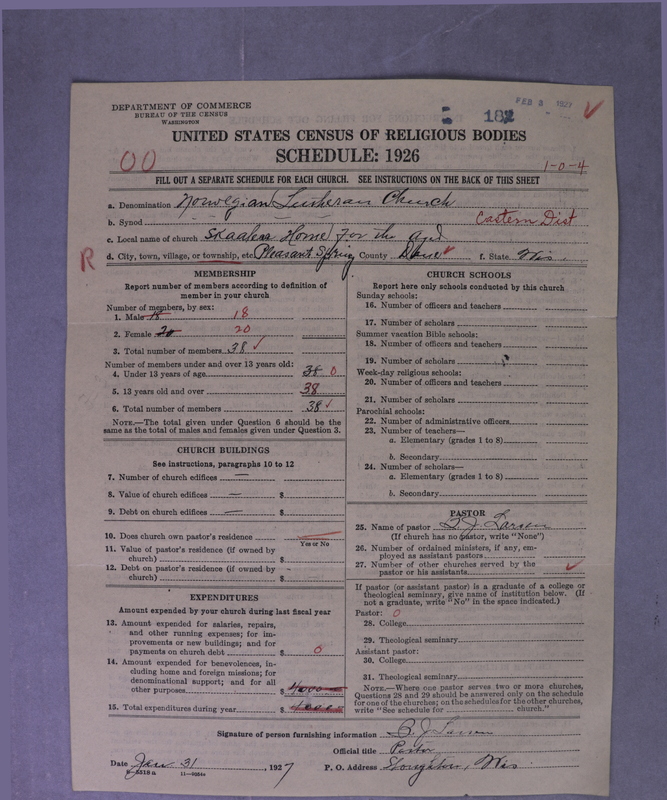 DEPARTMENT OF COMMERCE
BUREAU OF THE CENSUS
WASHINGTON
182
FEB 3 1927
UNITED STATES CENSUS OF RELIGIOUS BODIES
00
SCHEDULE: 1926
1-0-4
FILL OUT A SEPARATE SCHEDULE FOR EACH CHURCH. SEE INSTRUCTIONS ON THE BACK OF THIS SHEET
a. Denomination Norwegian Lutheran Church
b. Synod Eastern Dist
c. Local name of church Skaalen Home for the Aged
R d. City, town, village, or township, etc. Pleasant Spring County Dane f. State Wis.
MEMBERSHIP
Report number of members according to definition of
member in your church
Number of members, by sex:
1. Male 18 18
2. Female 20 20
3. Total number of members 38
Number of members under and over 13 years old:
4. Under 13 years of age 38 0
5. 13 years old and over 38
6. Total number of members 38
NOTE.—The total given under Question 6 should be
same as the total of males and females given under Question 3.
CHURCH BUILDINGS
See instructions, paragraphs 10 to 12
7. Number of church edifices —
8. Value of church edifices — $
9. Debt on church edifices — $
10. Does church own pastor's residence
Yes or No
11. Value of pastor's residence (if owned by
church) $
12. Debt on pastor's residence (if owned by
church) $
EXPENDITURES
Amount expended by your church during last fiscal year
13. Amount expended for salaries, repairs,
and other running expenses; for im-
provements or new buildings; and for
payments on church debt $ 0
14. Amount expended for benevolences, in-
cluding home and foreign missions; for
denominational support; and for all
other purposes $ 4000
15. Total expenditures during year $ 4000
CHURCH SCHOOLS
Report here only schools conducted by this church
Sunday schools:
16. Number of officers and teachers
17. Number of scholars
Summer vacation Bible schools:
18. Number of officers and teachers
19. Number of scholars
Week-day religious schools:
20. Number of officers and teachers
21. Number of scholars
Parochial schools:
22. Number of administrative officers
23. Number of teachers—
a. Elementary (grades 1 to 8)
b. Secondary
24. Number of scholars—
a. Elementary (grades 1 to 8)
b. Secondary
PASTOR
25. Name of pastor B. J. Larsen
(If church has no pastor, write "None")
26. Number of ordained ministers, if any, em-
ployed as assistant pastors
27. Number of other churches served by the
pastor or his assistants
If pastor (or assistant pastor) is a graduate of a college or
theological seminary, give name of institution below. (If
not a graduate, write "No" in the space indicated.)
Pastor: 0
28. College
29. Theological seminary
Assistant pastor:
30. College
31. Theological seminary
NOTE.—Where one pastor serves two or more churches,
Questions 28 and 29 should be answered only on the schedule
for one of the churches; on the schedules for the other churches,
write "See schedule for church."
Signature of person furnishing information B. J. Larsen
Official title Pastor
Date Jan 31, 1927 P. O. Address Stoughton, Wis